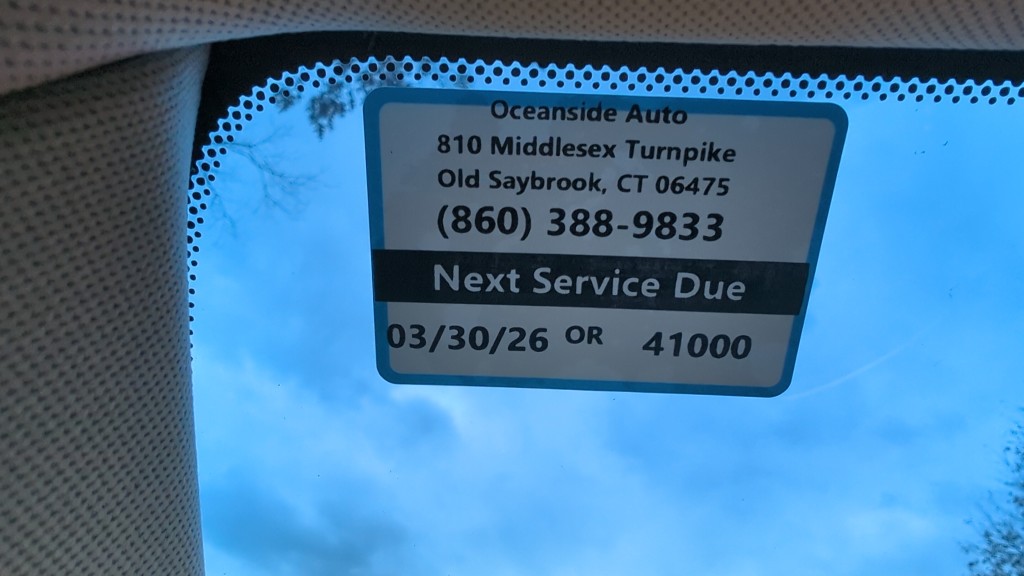 Oceanside Auto
810 Middlesex Turnpike
Old Saybrook, CT 06475
(860) 388-9833
Next Service Due
03/30/26 OR 41000